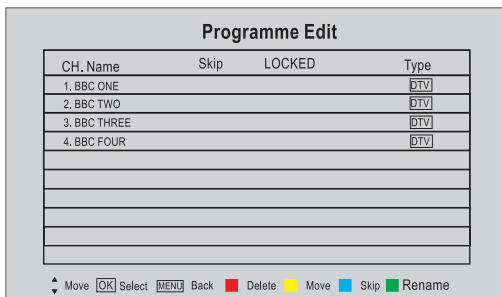 Programme Edit
CH. Name Skip LOCKED Type
1. BBC ONE DTV
2. BBC TWO DTV
3. BBC THREE DTV
4. BBC FOUR DTV
Move OK Select MENU Back Delete Move Skip Rename